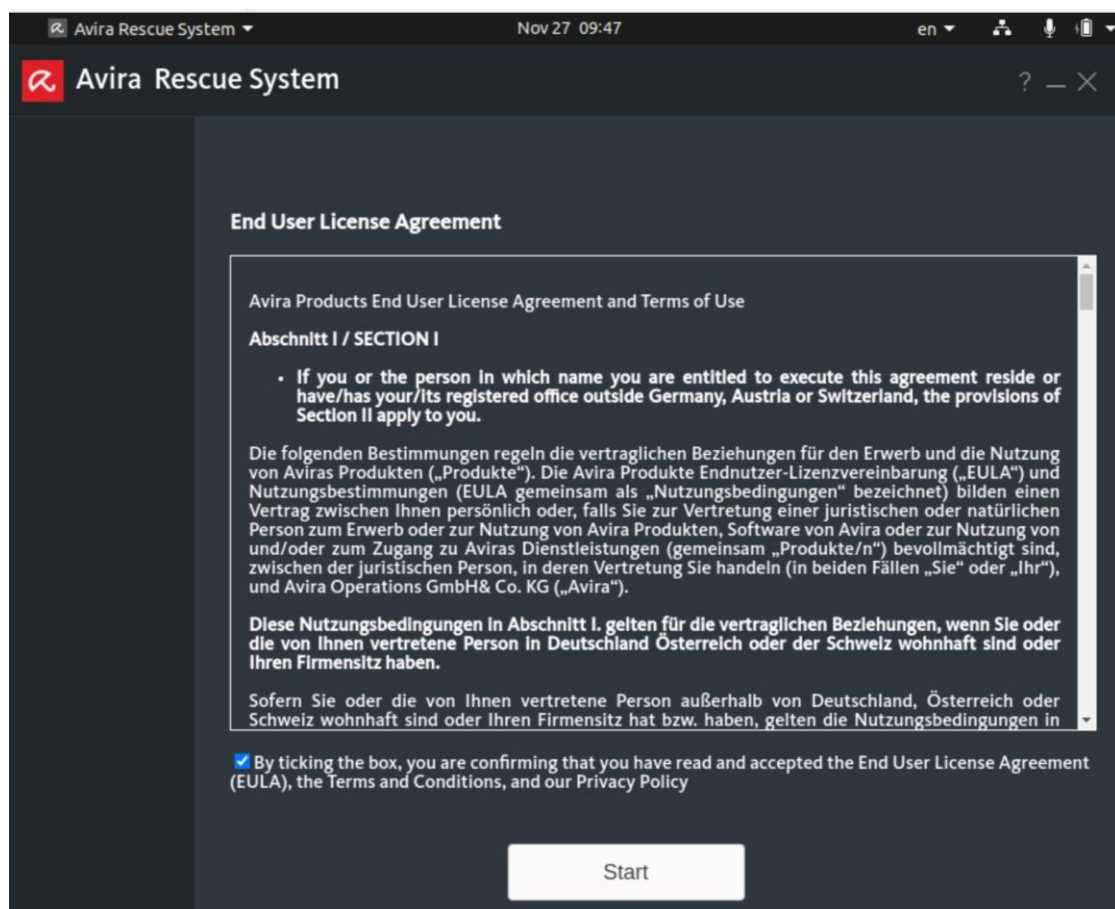 Avira Rescue System
Nov 27 09:47
en
Avira Rescue System
? — ×
End User License Agreement
Avira Products End User License Agreement and Terms of Use
Abschnitt I / SECTION I
• If you or the person in which name you are entitled to execute this agreement reside or
have/has your/its registered office outside Germany, Austria or Switzerland, the provisions of
Section II apply to you.
Die folgenden Bestimmungen regeln die vertraglichen Beziehungen für den Erwerb und die Nutzung
von Aviras Produkten („Produkte“). Die Avira Produkte Endnutzer-Lizenzvereinbarung („EULA“) und
Nutzungsbestimmungen (EULA gemeinsam als „Nutzungsbedingungen“ bezeichnet) bilden einen
Vertrag zwischen Ihnen persönlich oder, falls Sie zur Vertretung einer juristischen oder natürlichen
Person zum Erwerb oder zur Nutzung von Avira Produkten, Software von Avira oder zur Nutzung von
und/oder zum Zugang zu Aviras Dienstleistungen (gemeinsam „Produkte/n“) bevollmächtigt sind,
zwischen der juristischen Person, in deren Vertretung Sie handeln (in beiden Fällen „Sie“ oder „Ihr“),
und Avira Operations GmbH& Co. KG („Avira“).
Diese Nutzungsbedingungen in Abschnitt I. gelten für die vertraglichen Beziehungen, wenn Sie oder
die von Ihnen vertretene Person in Deutschland Österreich oder der Schweiz wohnhaft sind oder
Ihren Firmensitz haben.
Sofern Sie oder die von Ihnen vertretene Person außerhalb von Deutschland, Österreich oder
Schweiz wohnhaft sind oder Ihren Firmensitz hat bzw. haben, gelten die Nutzungsbedingungen in
By ticking the box, you are confirming that you have read and accepted the End User License Agreement
(EULA), the Terms and Conditions, and our Privacy Policy
Start